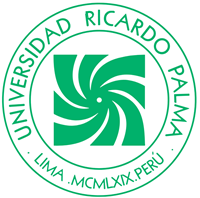 UNIVERSIDAD RICARDO PALMA
LIMA .MCMLXIX.PERÚ